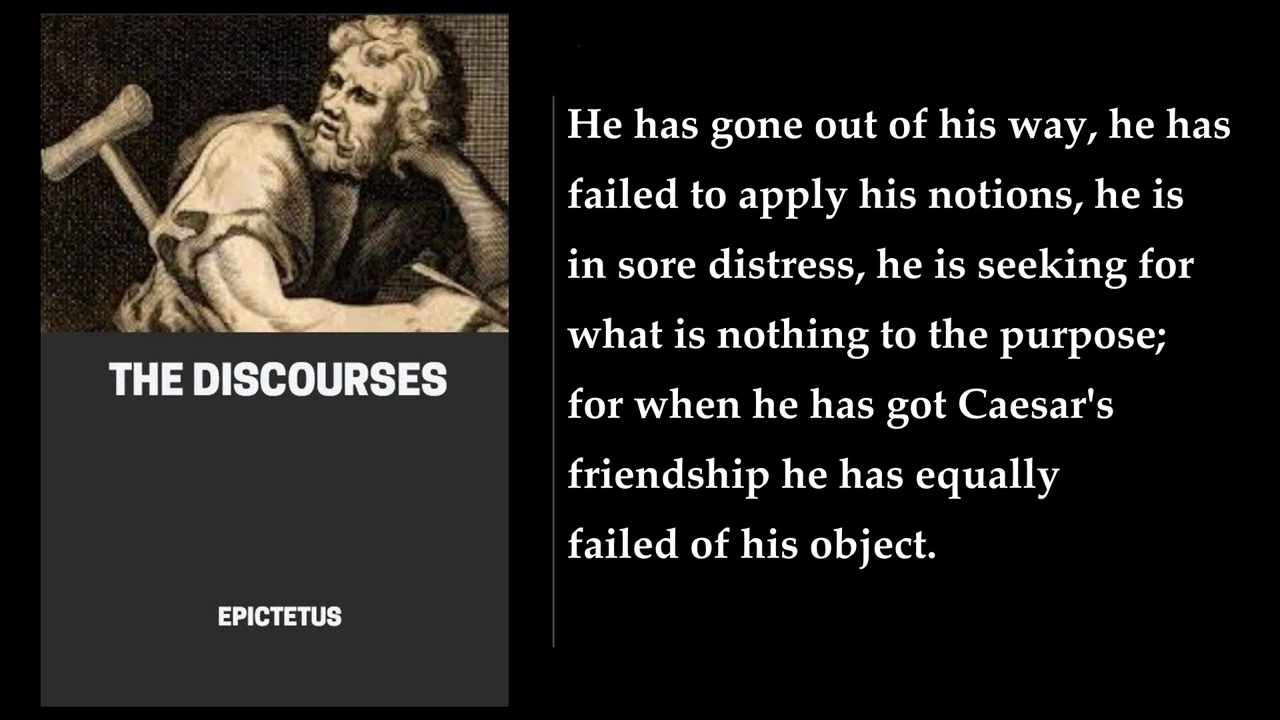 THE DISCOURSES
EPICTETUS
He has gone out of his way, he has
failed to apply his notions, he is
in sore distress, he is seeking for
what is nothing to the purpose;
for when he has got Caesar's
friendship he has equally
failed of his object.